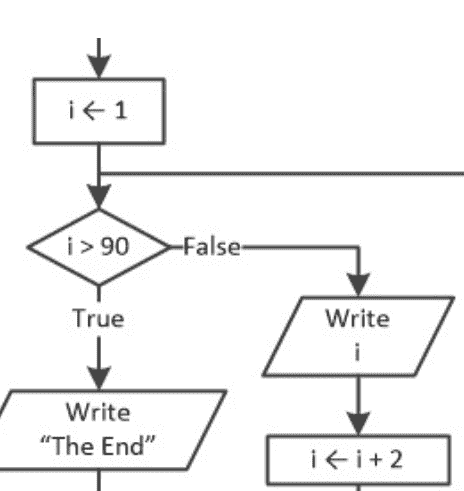 i ← 1
i > 90
False
True
Write
i
Write
“The End”
i ← i + 2